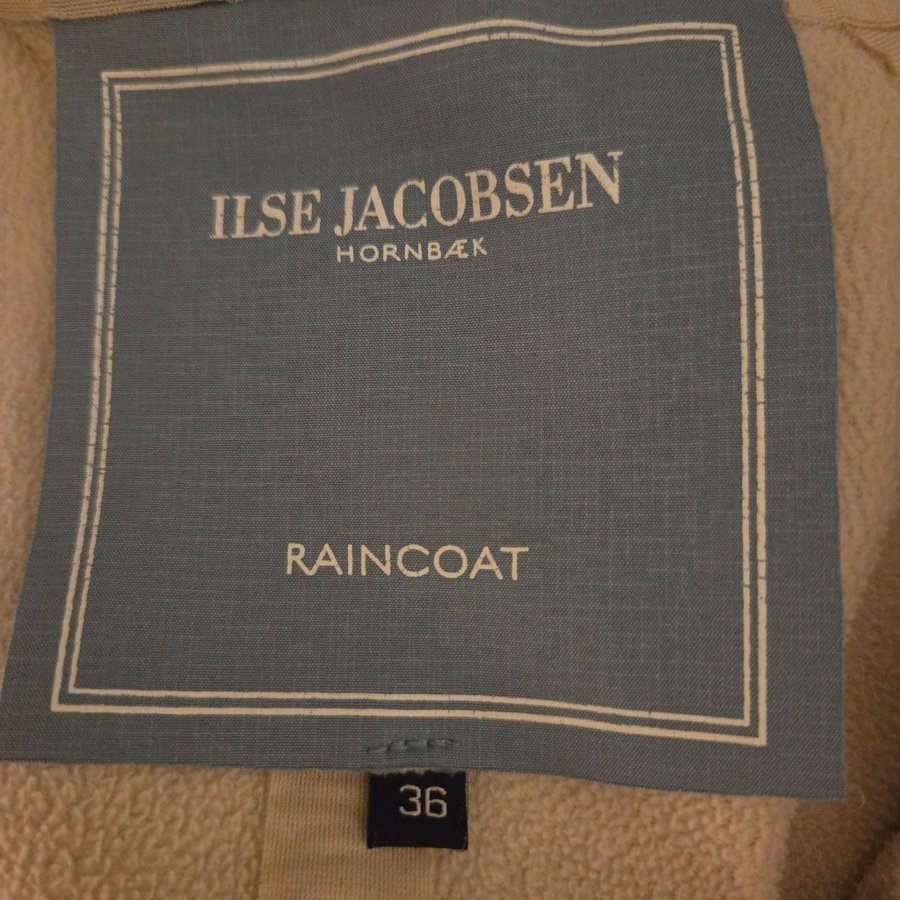 ILSE JACOBSEN
HORNBÆK
RAINCOAT
36